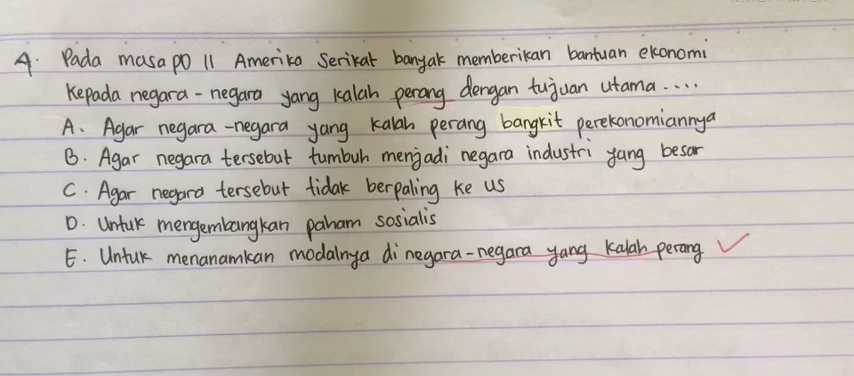 4. Pada masa PD II Amerika Serikat banyak memberikan bantuan ekonomi
kepada negara-negara yang kalah perang dengan tujuan utama....
A. Agar negara-negara yang kalah perang bangkit perekonomiannya
B. Agar negara tersebut tumbuh menjadi negara industri yang besar
C. Agar negara tersebut tidak berpaling ke US
D. Untuk mengembangkan paham sosialis
E. Untuk menanamkan modalnya di negara-negara yang kalah perang ✓